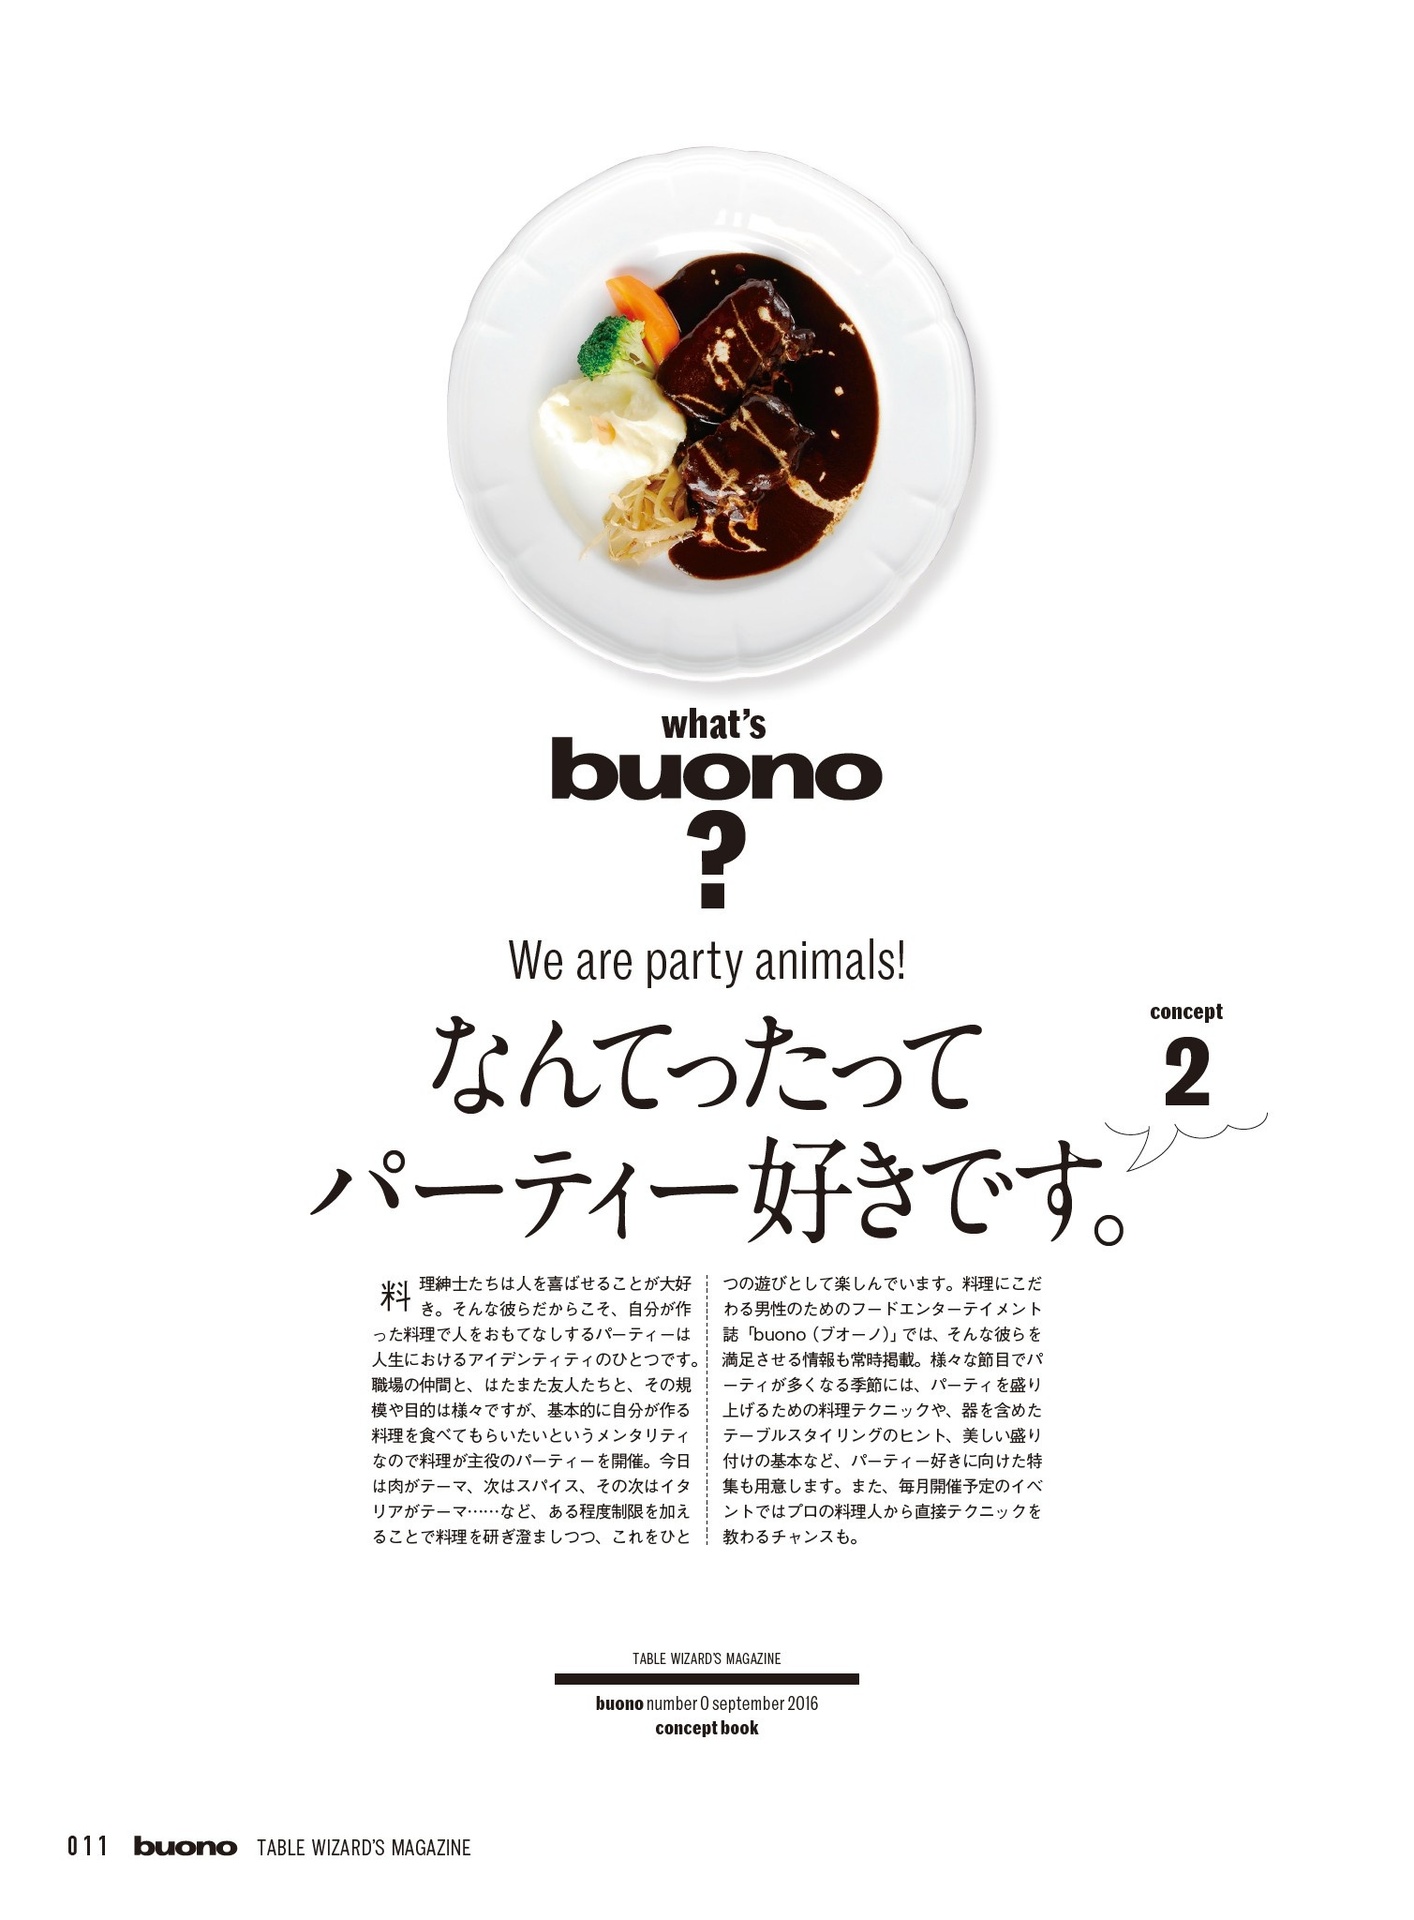 what's
buono
?
We are party animals!
なんてったって
パーティー好きです。
concept
2
料理紳士たちは人を喜ばせることが大好
き。そんな彼らだからこそ、自分が作
った料理で人をおもてなしするパーティーは
人生におけるアイデンティティのひとつです。
職場の仲間と、はたまた友人たちと、その規
模や目的は様々ですが、基本的に自分が作る
料理を食べてもらいたいというメンタリティ
なので料理が主役のパーティーを開催。今日
は肉がテーマ、次はスパイス、その次はイタ
リアがテーマ……など、ある程度制限を加え
ることで料理を研ぎ澄ましつつ、これをひと
つの遊びとして楽しんでいます。料理にこだ
わる男性のためのフードエンターテイメント
誌「buono（ブオーノ）」では、そんな彼らを
満足させる情報も常時掲載。様々な節目でパ
ーティが多くなる季節には、パーティを盛り
上げるための料理テクニックや、器を含めた
テーブルスタイリングのヒント、美しい盛り
付けの基本など、パーティー好きに向けた特
集も用意します。また、毎月開催予定のイベ
ントではプロの料理人から直接テクニックを
教わるチャンスも。
TABLE WIZARD'S MAGAZINE
buono number 0 september 2016
concept book
011 buono TABLE WIZARD'S MAGAZINE